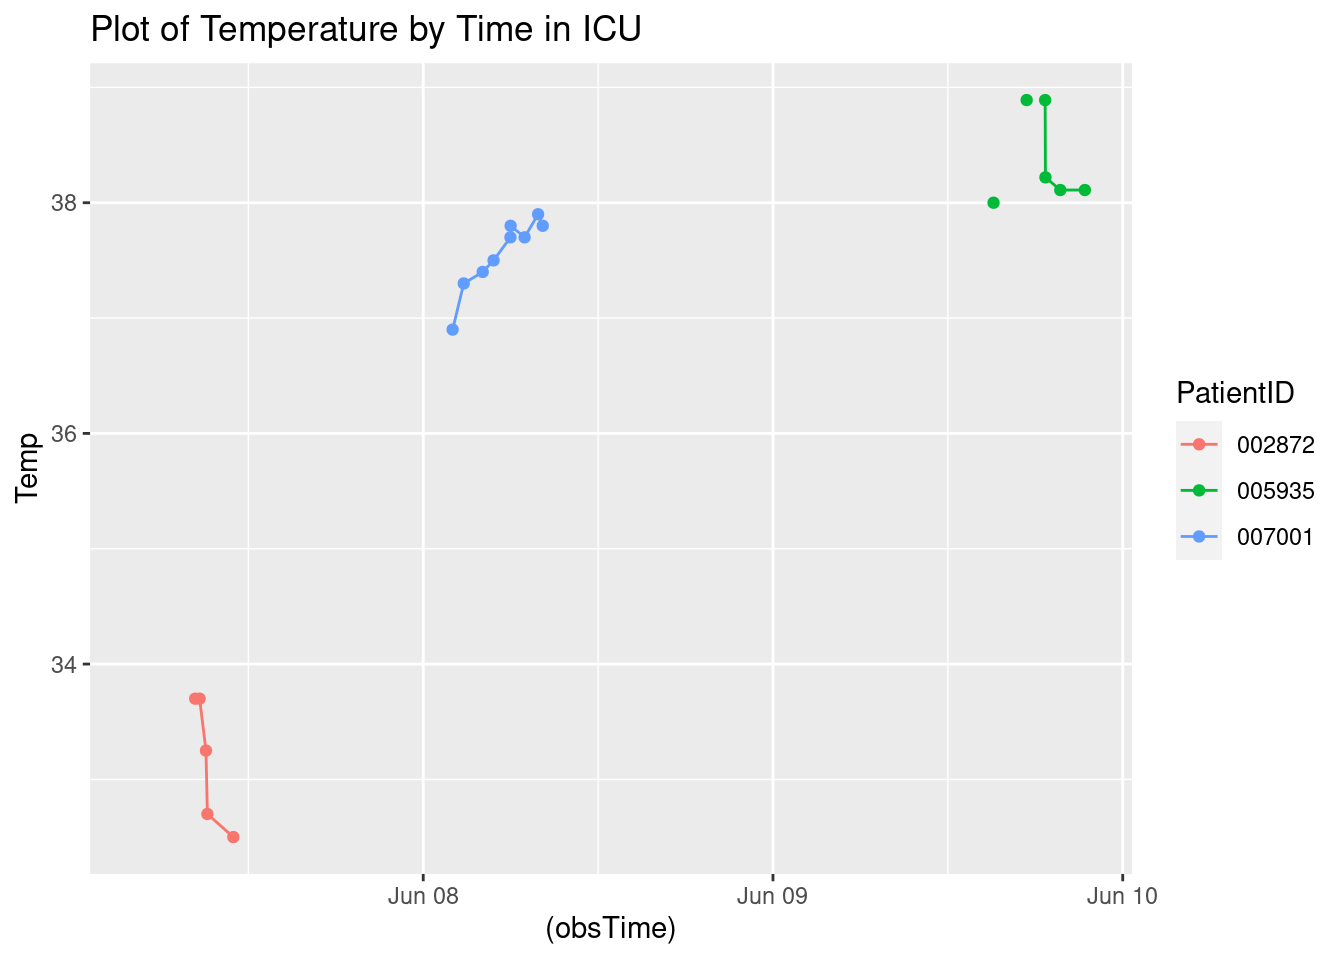 Plot of Temperature by Time in ICU
38
36
34
Temp
Jun 08
Jun 09
Jun 10
(obsTime)
PatientID
002872
005935
007001